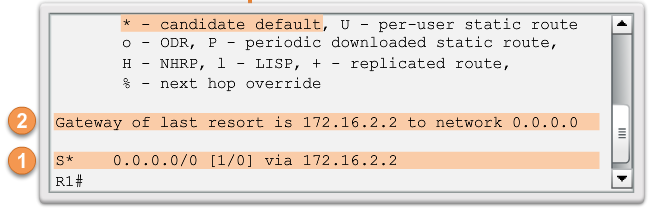 * - candidate default, U - per-user static route
o - ODR, P - periodic downloaded static route,
H - NHRP, l - LISP, + - replicated route,
% - next hop override
2
Gateway of last resort is 172.16.2.2 to network 0.0.0.0
1
S* 0.0.0.0/0 [1/0] via 172.16.2.2
R1#